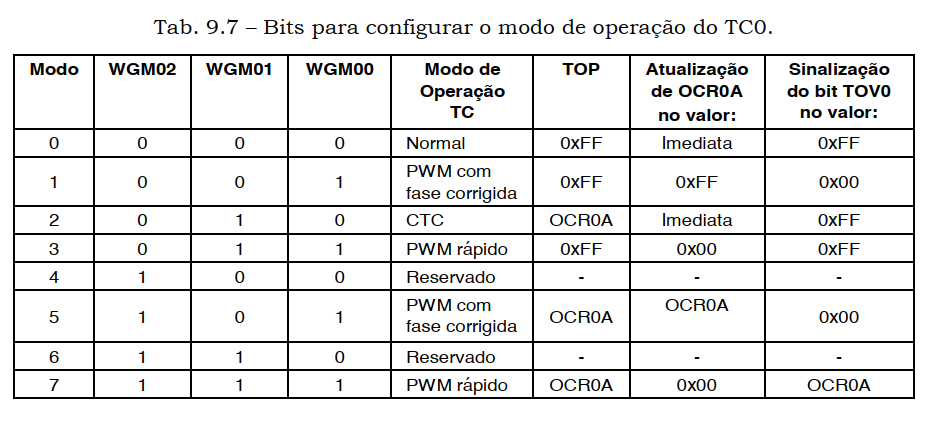 Tab. 9.7 – Bits para configurar o modo de operação do TC0.
Modo WGM02 WGM01 WGM00 Modo de Operação TC TOP Atualização de OCR0A no valor: Sinalização do bit TOV0 no valor:
0 0 0 0 Normal 0xFF Imediata 0xFF
1 0 0 1 PWM com fase corrigida 0xFF 0xFF 0x00
2 0 1 0 CTC OCR0A Imediata 0xFF
3 0 1 1 PWM rápido 0xFF 0x00 0xFF
4 1 0 0 Reservado - - -
5 1 0 1 PWM com fase corrigida OCR0A OCR0A 0x00
6 1 1 0 Reservado - - -
7 1 1 1 PWM rápido OCR0A 0x00 OCR0A